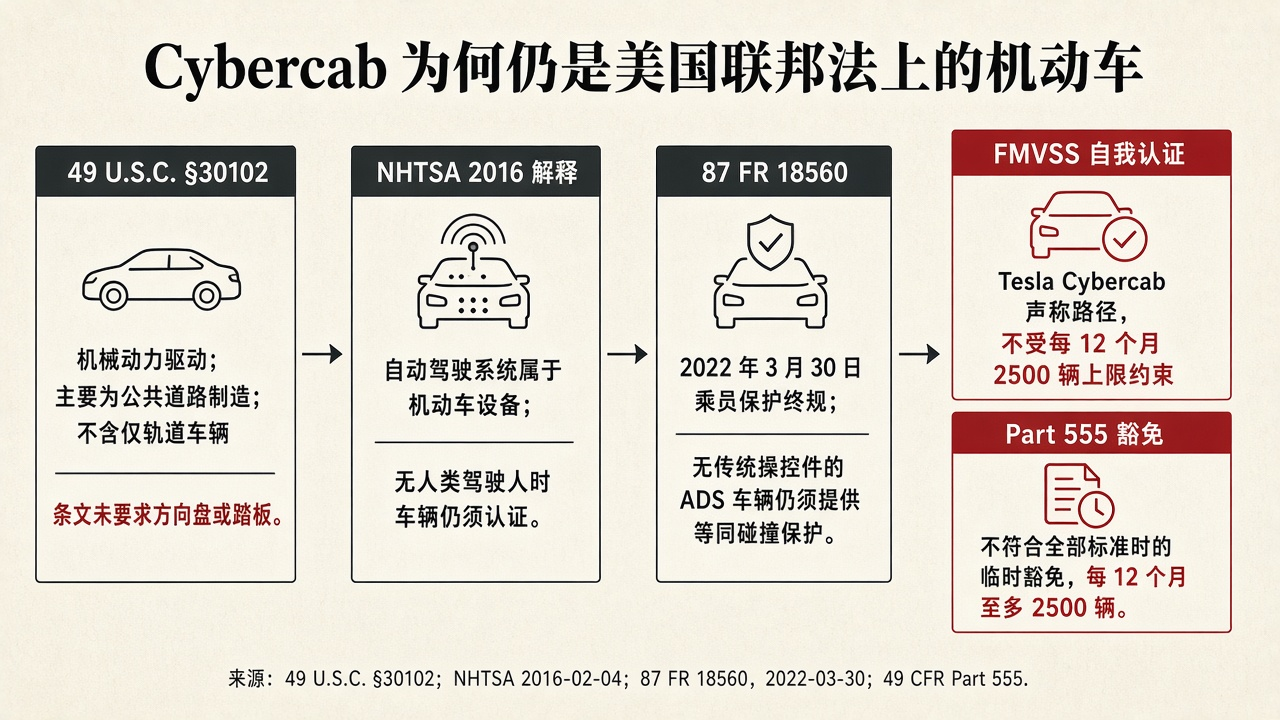 Cybercab 为何仍是美国联邦法上的机动车
49 U.S.C. §30102
机械动力驱动；
主要为公共道路制造；
不含仅轨道车辆
条文未要求方向盘或踏板。
NHTSA 2016 解释
自动驾驶系统属于
机动车设备；
无人类驾驶人时
车辆仍须认证。
87 FR 18560
2022 年 3 月 30 日
乘员保护终规；
无传统操控件的
ADS 车辆仍须提供
等同碰撞保护。
FMVSS 自我认证
Tesla Cybercab
声称路径，
不受每 12 个月
2500 辆上限约束
Part 555 豁免
不符合全部标准时的
临时豁免，每 12 个月
至多 2500 辆。
来源：49 U.S.C. §30102；NHTSA 2016-02-04；87 FR 18560，2022-03-30；49 CFR Part 555.